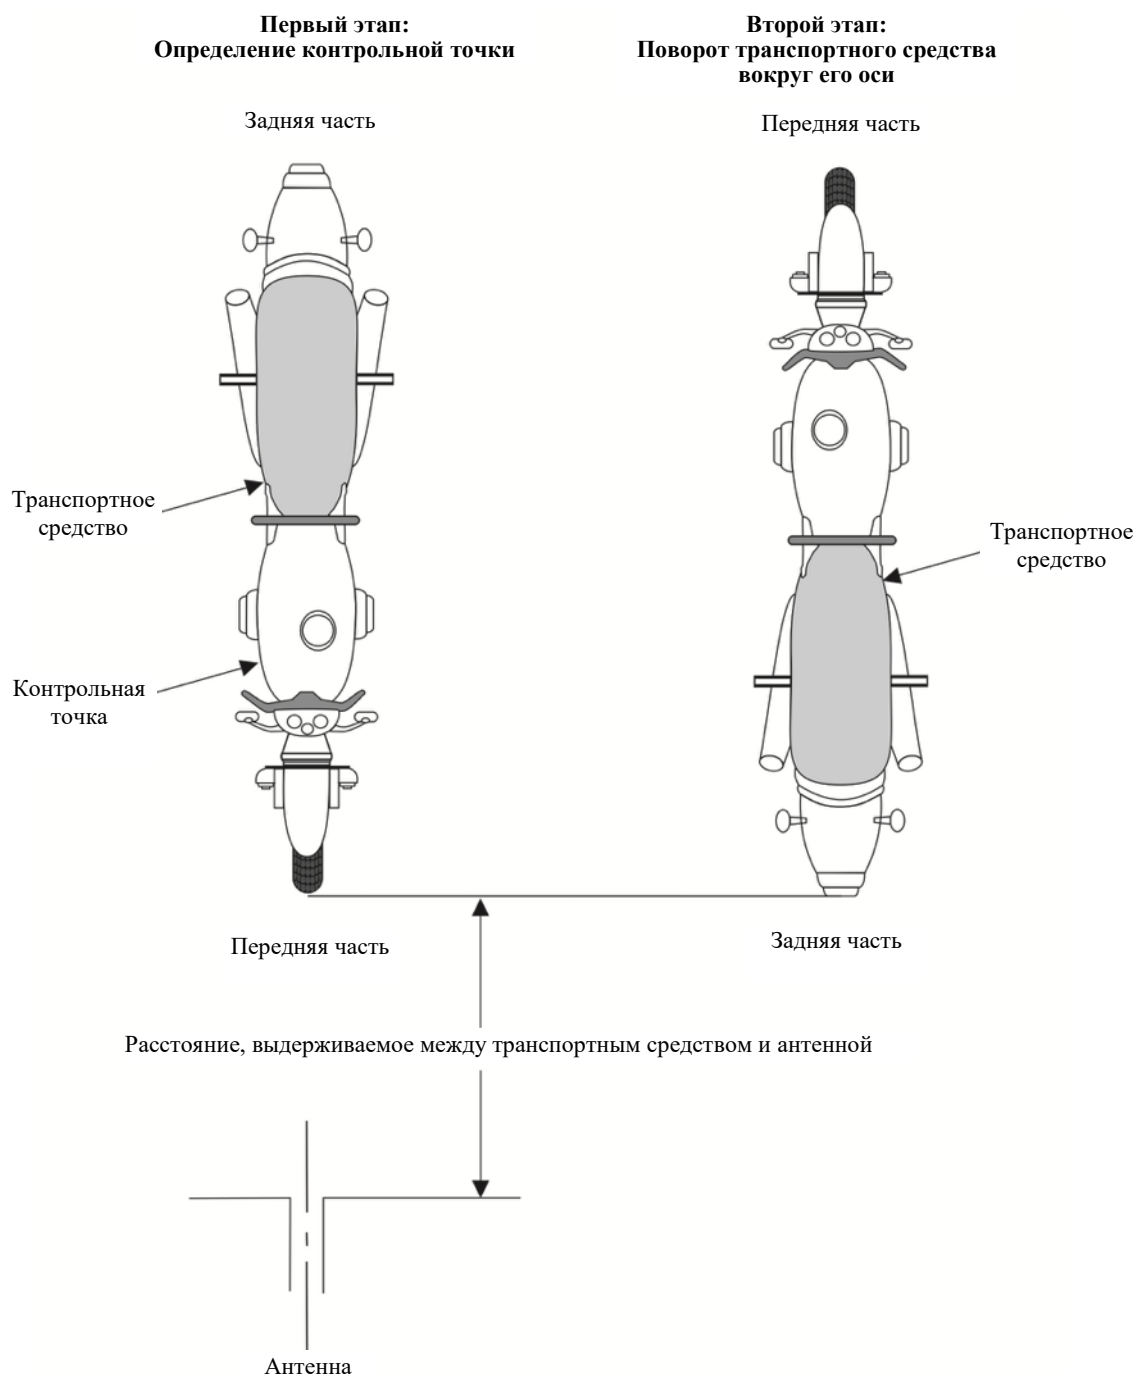 Первый этап:
Определение контрольной точки
Второй этап:
Поворот транспортного средства
вокруг его оси
Задняя часть
Передняя часть
Транспортное
средство
Транспортное
средство
Контрольная
точка
Передняя часть
Задняя часть
Расстояние, выдерживаемое между транспортным средством и антенной
Антенна